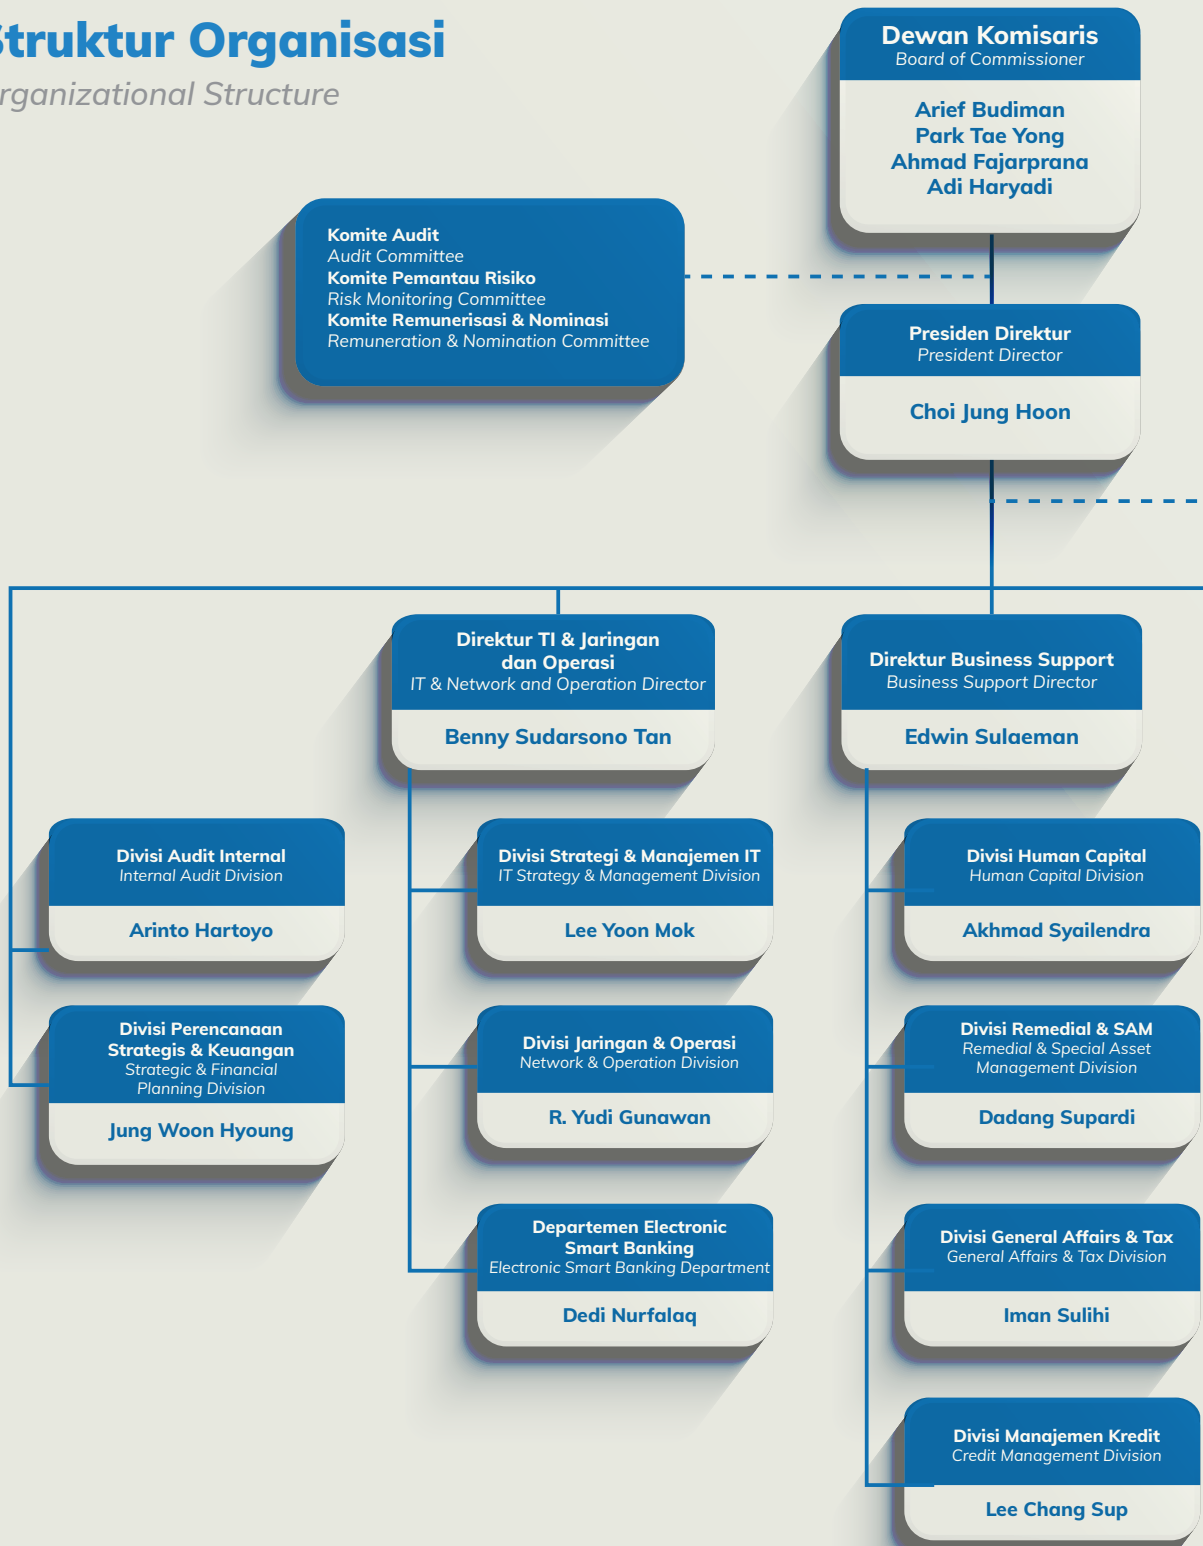 Struktur Organisasi
rganizational Structure
Dewan Komisaris
Board of Commissioner
Arief Budiman
Park Tae Yong
Ahmad Fajarprana
Adi Haryadi
Komite Audit
Audit Committee
Komite Pemantau Risiko
Risk Monitoring Committee
Komite Remunerisasi & Nominasi
Remuneration & Nomination Committee
Presiden Direktur
President Director
Choi Jung Hoon
Direktur TI & Jaringan
dan Operasi
IT & Network and Operation Director
Benny Sudarsono Tan
Direktur Business Support
Business Support Director
Edwin Sulaeman
Divisi Audit Internal
Internal Audit Division
Arinto Hartoyo
Divisi Perencanaan
Strategis & Keuangan
Strategic & Financial
Planning Division
Jung Woon Hyoung
Divisi Strategi & Manajemen IT
IT Strategy & Management Division
Lee Yoon Mok
Divisi Jaringan & Operasi
Network & Operation Division
R. Yudi Gunawan
Departemen Electronic
Smart Banking
Electronic Smart Banking Department
Dedi Nurfalaq
Divisi Human Capital
Human Capital Division
Akhmad Syailendra
Divisi Remedial & SAM
Remedial & Special Asset
Management Division
Dadang Supardi
Divisi General Affairs & Tax
General Affairs & Tax Division
Iman Sulihi
Divisi Manajemen Kredit
Credit Management Division
Lee Chang Sup